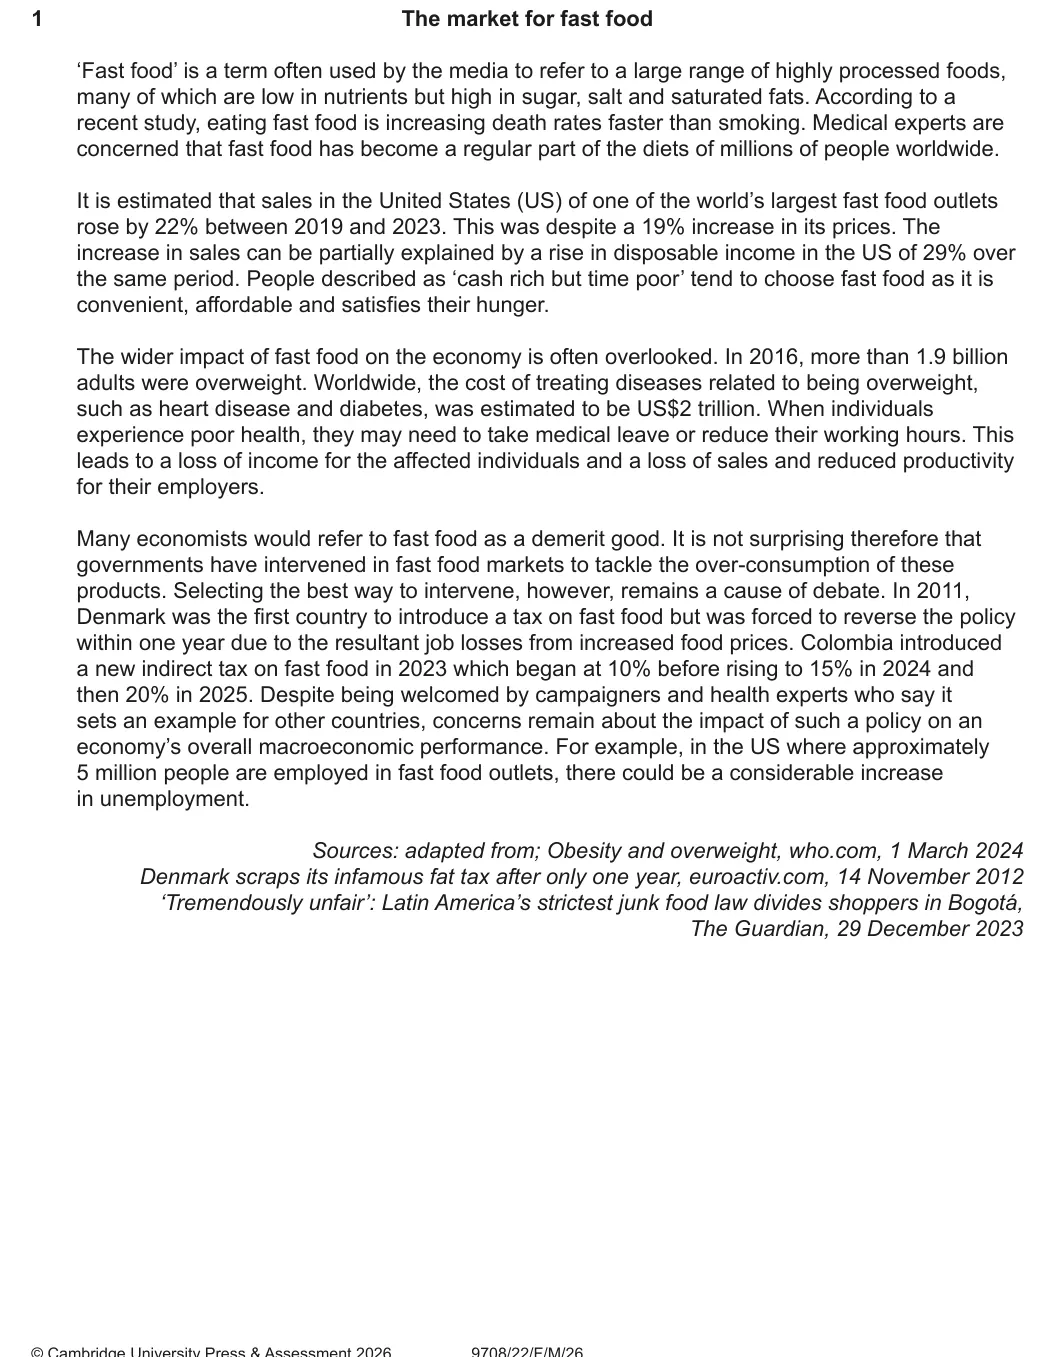 1 The market for fast food
‘Fast food’ is a term often used by the media to refer to a large range of highly processed foods,
many of which are low in nutrients but high in sugar, salt and saturated fats. According to a
recent study, eating fast food is increasing death rates faster than smoking. Medical experts are
concerned that fast food has become a regular part of the diets of millions of people worldwide.
It is estimated that sales in the United States (US) of one of the world’s largest fast food outlets
rose by 22% between 2019 and 2023. This was despite a 19% increase in its prices. The
increase in sales can be partially explained by a rise in disposable income in the US of 29% over
the same period. People described as ‘cash rich but time poor’ tend to choose fast food as it is
convenient, affordable and satisfies their hunger.
The wider impact of fast food on the economy is often overlooked. In 2016, more than 1.9 billion
adults were overweight. Worldwide, the cost of treating diseases related to being overweight,
such as heart disease and diabetes, was estimated to be US$2 trillion. When individuals
experience poor health, they may need to take medical leave or reduce their working hours. This
leads to a loss of income for the affected individuals and a loss of sales and reduced productivity
for their employers.
Many economists would refer to fast food as a demerit good. It is not surprising therefore that
governments have intervened in fast food markets to tackle the over-consumption of these
products. Selecting the best way to intervene, however, remains a cause of debate. In 2011,
Denmark was the first country to introduce a tax on fast food but was forced to reverse the policy
within one year due to the resultant job losses from increased food prices. Colombia introduced
a new indirect tax on fast food in 2023 which began at 10% before rising to 15% in 2024 and
then 20% in 2025. Despite being welcomed by campaigners and health experts who say it
sets an example for other countries, concerns remain about the impact of such a policy on an
economy’s overall macroeconomic performance. For example, in the US where approximately
5 million people are employed in fast food outlets, there could be a considerable increase
in unemployment.
Sources: adapted from; Obesity and overweight, who.com, 1 March 2024
Denmark scraps its infamous fat tax after only one year, euroactiv.com, 14 November 2012
‘Tremendously unfair’: Latin America’s strictest junk food law divides shoppers in Bogotá,
The Guardian, 29 December 2023
© Cambridge University Press & Assessment 2026 9708/22/F/M/26